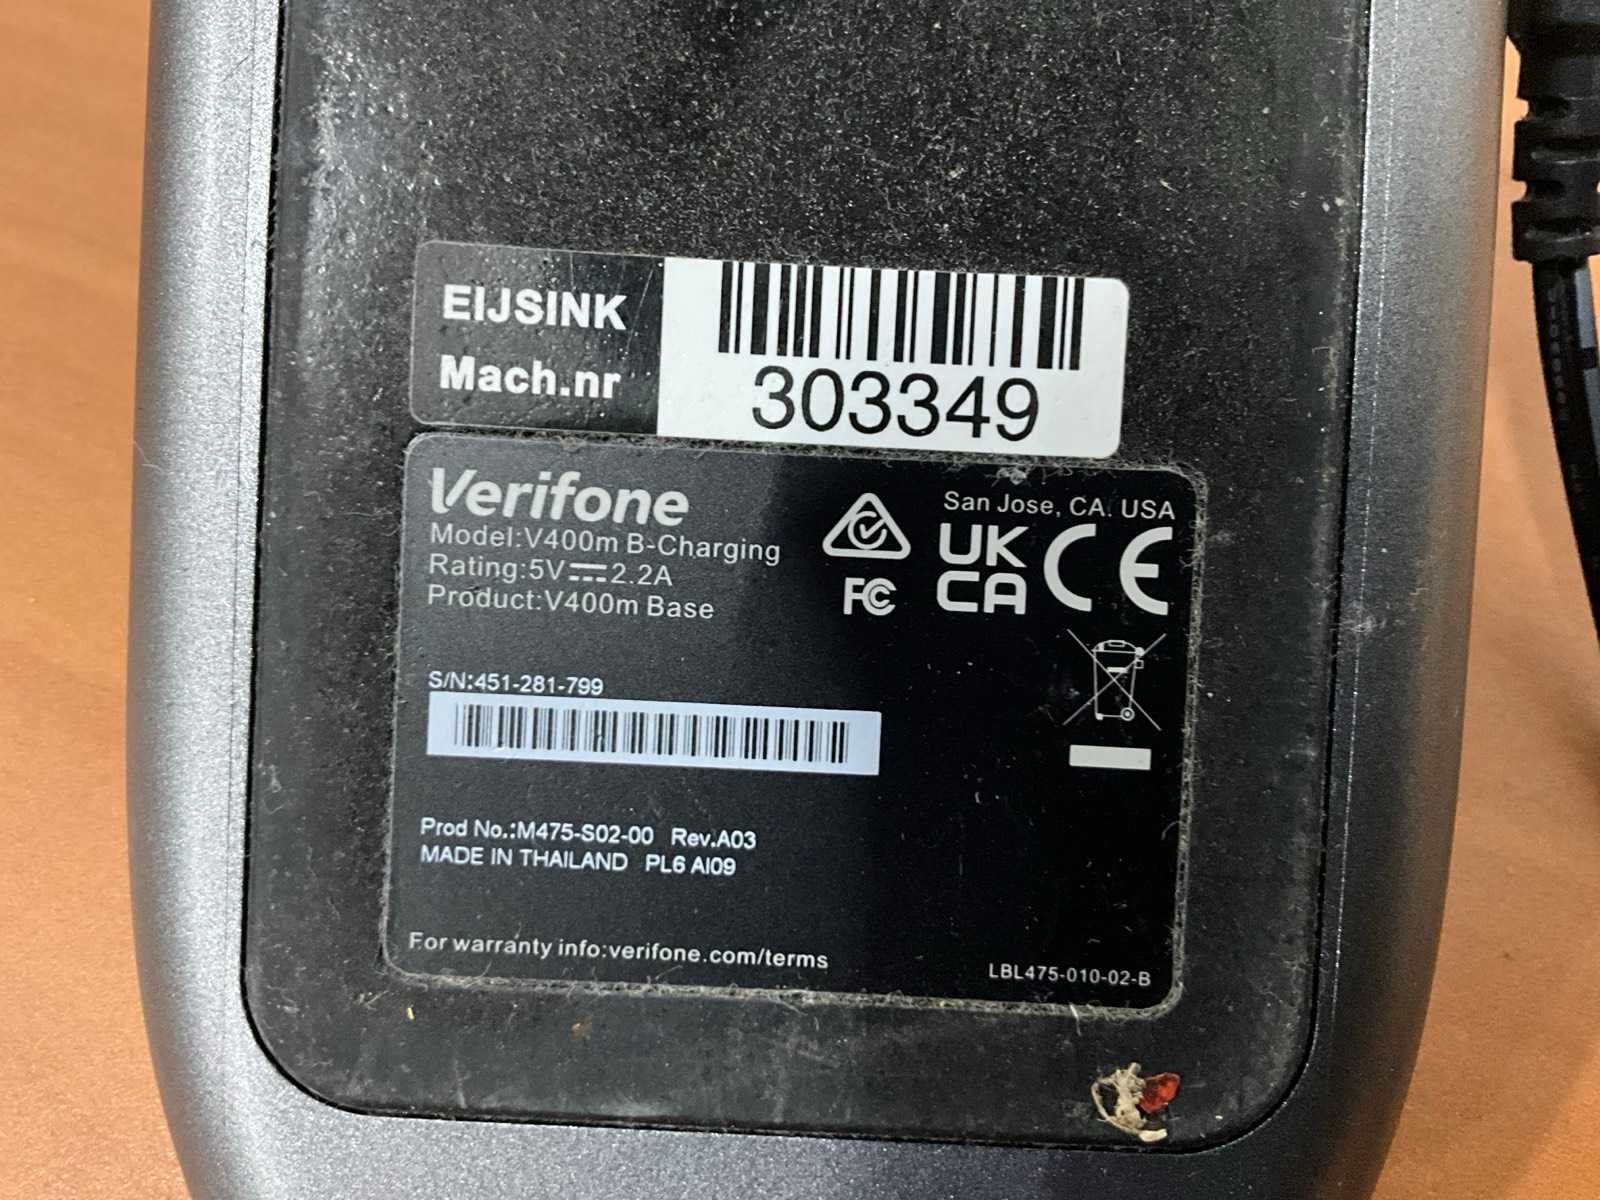 EIJSINK
Mach.nr
303349
Verifone
San Jose, CA. USA
Model:V400m B-Charging
Rating:5V⎓2.2A
Product:V400m Base
FC
UK
CA
CE
S/N:451-281-799
Prod No.:M475-S02-00 Rev.A03
MADE IN THAILAND PL6 AI09
For warranty info:verifone.com/terms
LBL475-010-02-B